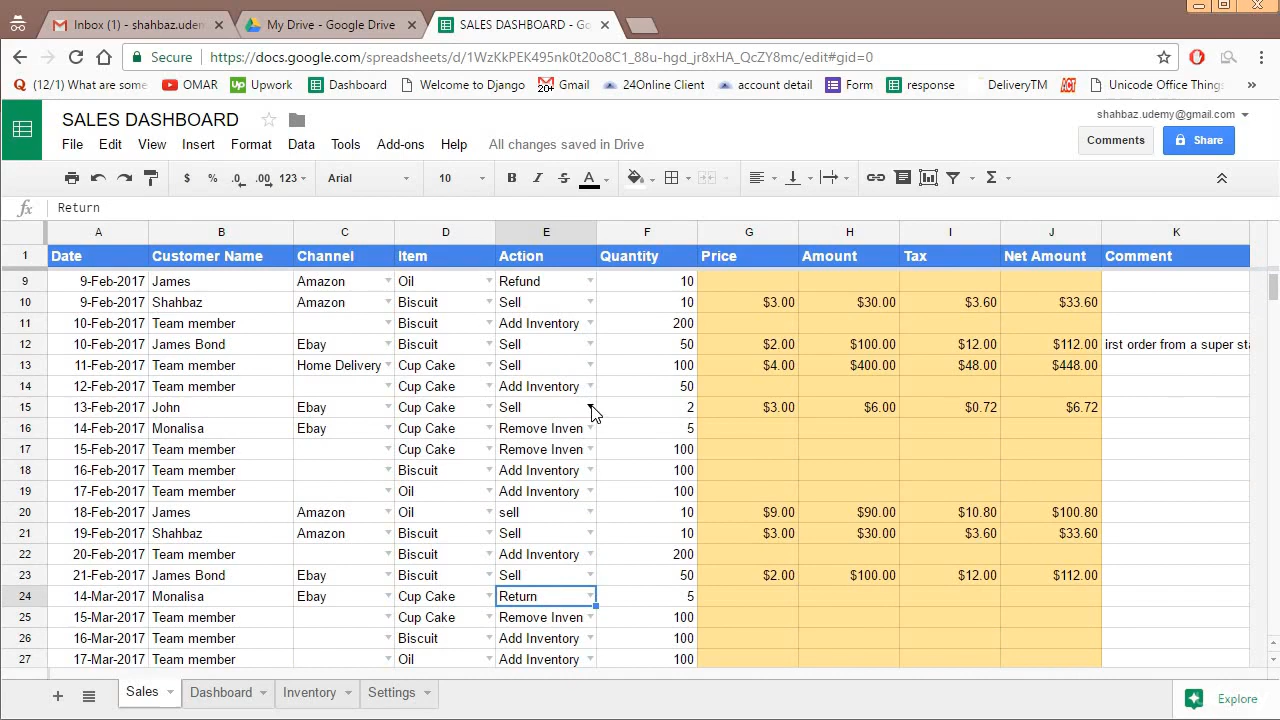 Inbox (1) - shahbaz.udem
My Drive - Google Drive
SALES DASHBOARD - Go
Secure https://docs.google.com/spreadsheets/d/1WzKkPEK495nk0t20o8C1_88u-hgd_jr8xHA_QcZY8mc/edit#gid=0
(12/1) What are some OMAR Upwork Dashboard Welcome to Django 20+ Gmail 24Online Client account detail Form response DeliveryTM ACT Unicode Office Things »
SALES DASHBOARD
shahbaz.udemy@gmail.com
File Edit View Insert Format Data Tools Add-ons Help All changes saved in Drive
Comments Share
$ % .0 .00 123 Arial 10 B I S A Σ
fx Return
A B C D E F G H I J K
1 Date Customer Name Channel Item Action Quantity Price Amount Tax Net Amount Comment
9 9-Feb-2017 James Amazon Oil Refund 10
10 9-Feb-2017 Shahbaz Amazon Biscuit Sell 10 $3.00 $30.00 $3.60 $33.60
11 10-Feb-2017 Team member Biscuit Add Inventory 200
12 10-Feb-2017 James Bond Ebay Biscuit Sell 50 $2.00 $100.00 $12.00 $112.00 irst order from a super sta
13 11-Feb-2017 Team member Home Delivery Cup Cake Sell 100 $4.00 $400.00 $48.00 $448.00
14 12-Feb-2017 Team member Cup Cake Add Inventory 50
15 13-Feb-2017 John Ebay Cup Cake Sell 2 $3.00 $6.00 $0.72 $6.72
16 14-Feb-2017 Monalisa Ebay Cup Cake Remove Inven 5
17 15-Feb-2017 Team member Cup Cake Remove Inven 100
18 16-Feb-2017 Team member Biscuit Add Inventory 100
19 17-Feb-2017 Team member Oil Add Inventory 100
20 18-Feb-2017 James Amazon Oil sell 10 $9.00 $90.00 $10.80 $100.80
21 19-Feb-2017 Shahbaz Amazon Biscuit Sell 10 $3.00 $30.00 $3.60 $33.60
22 20-Feb-2017 Team member Biscuit Add Inventory 200
23 21-Feb-2017 James Bond Ebay Biscuit Sell 50 $2.00 $100.00 $12.00 $112.00
24 14-Mar-2017 Monalisa Ebay Cup Cake Return 5
25 15-Mar-2017 Team member Cup Cake Remove Inven 100
26 16-Mar-2017 Team member Biscuit Add Inventory 100
27 17-Mar-2017 Team member Oil Add Inventory 100
Sales Dashboard Inventory Settings Explore